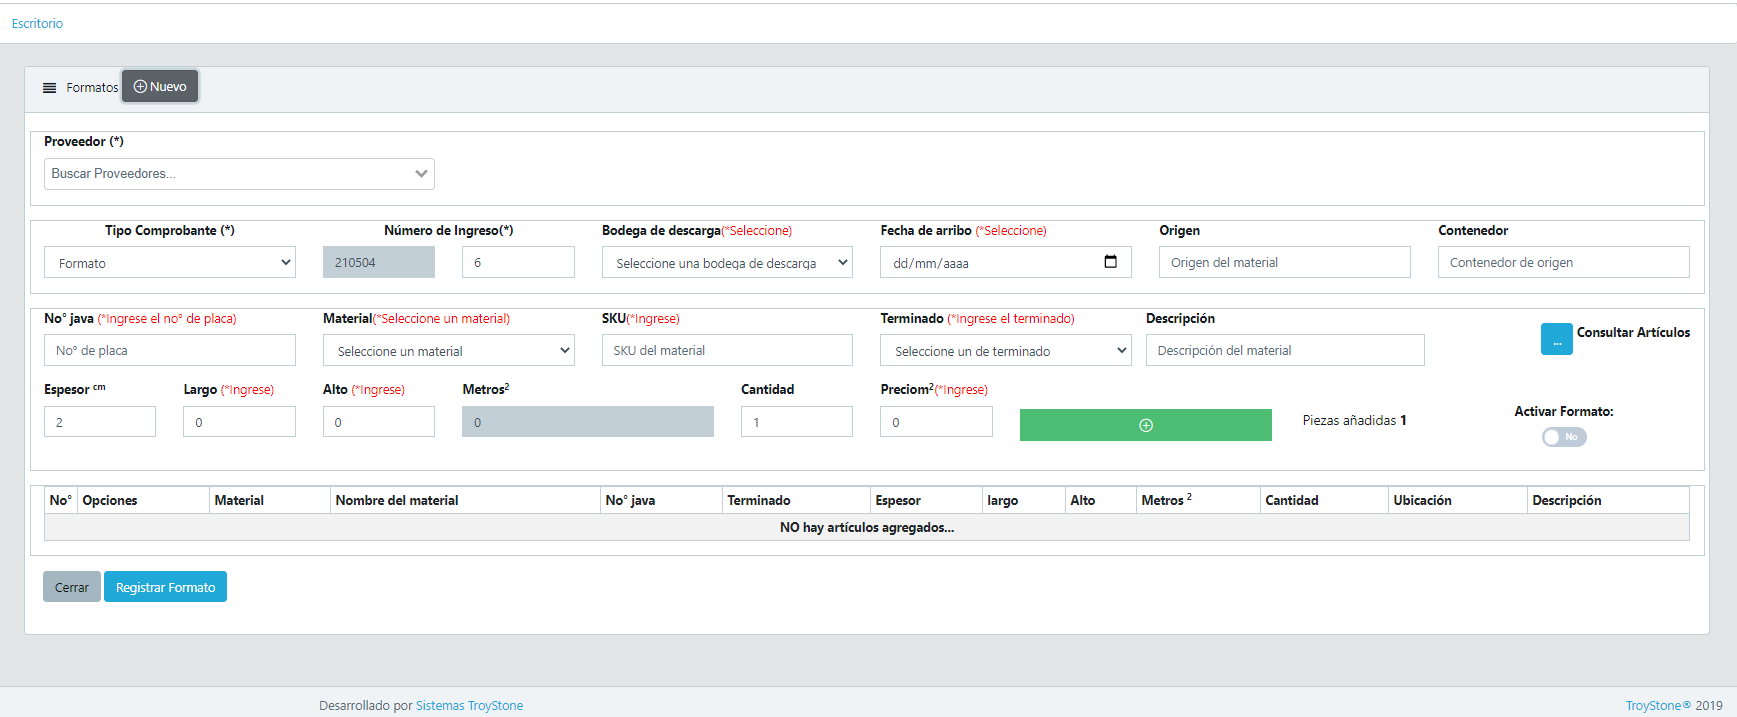 Escritorio
Formatos Nuevo
Proveedor (*)
Buscar Proveedores...
Tipo Comprobante (*) Número de Ingreso(*) Bodega de descarga(*Seleccione) Fecha de arribo (*Seleccione) Origen Contenedor
Formato 210504 6 Seleccione una bodega de descarga dd/mm/aaaa Origen del material Contenedor de origen
No° java (*Ingrese el no° de placa) Material(*Seleccione un material) SKU(*Ingrese) Terminado (*Ingrese el terminado) Descripción
... Consultar Artículos
No° de placa Seleccione un material SKU del material Seleccione un de terminado Descripción del material
Espesor cm Largo (*Ingrese) Alto (*Ingrese) Metros² Cantidad Preciom²(*Ingrese)
2 0 0 0 1 0 Piezas añadidas 1 Activar Formato:
No
No° Opciones Material Nombre del material No° java Terminado Espesor largo Alto Metros ² Cantidad Ubicación Descripción
NO hay artículos agregados...
Cerrar Registrar Formato
Desarrollado por Sistemas TroyStone TroyStone® 2019